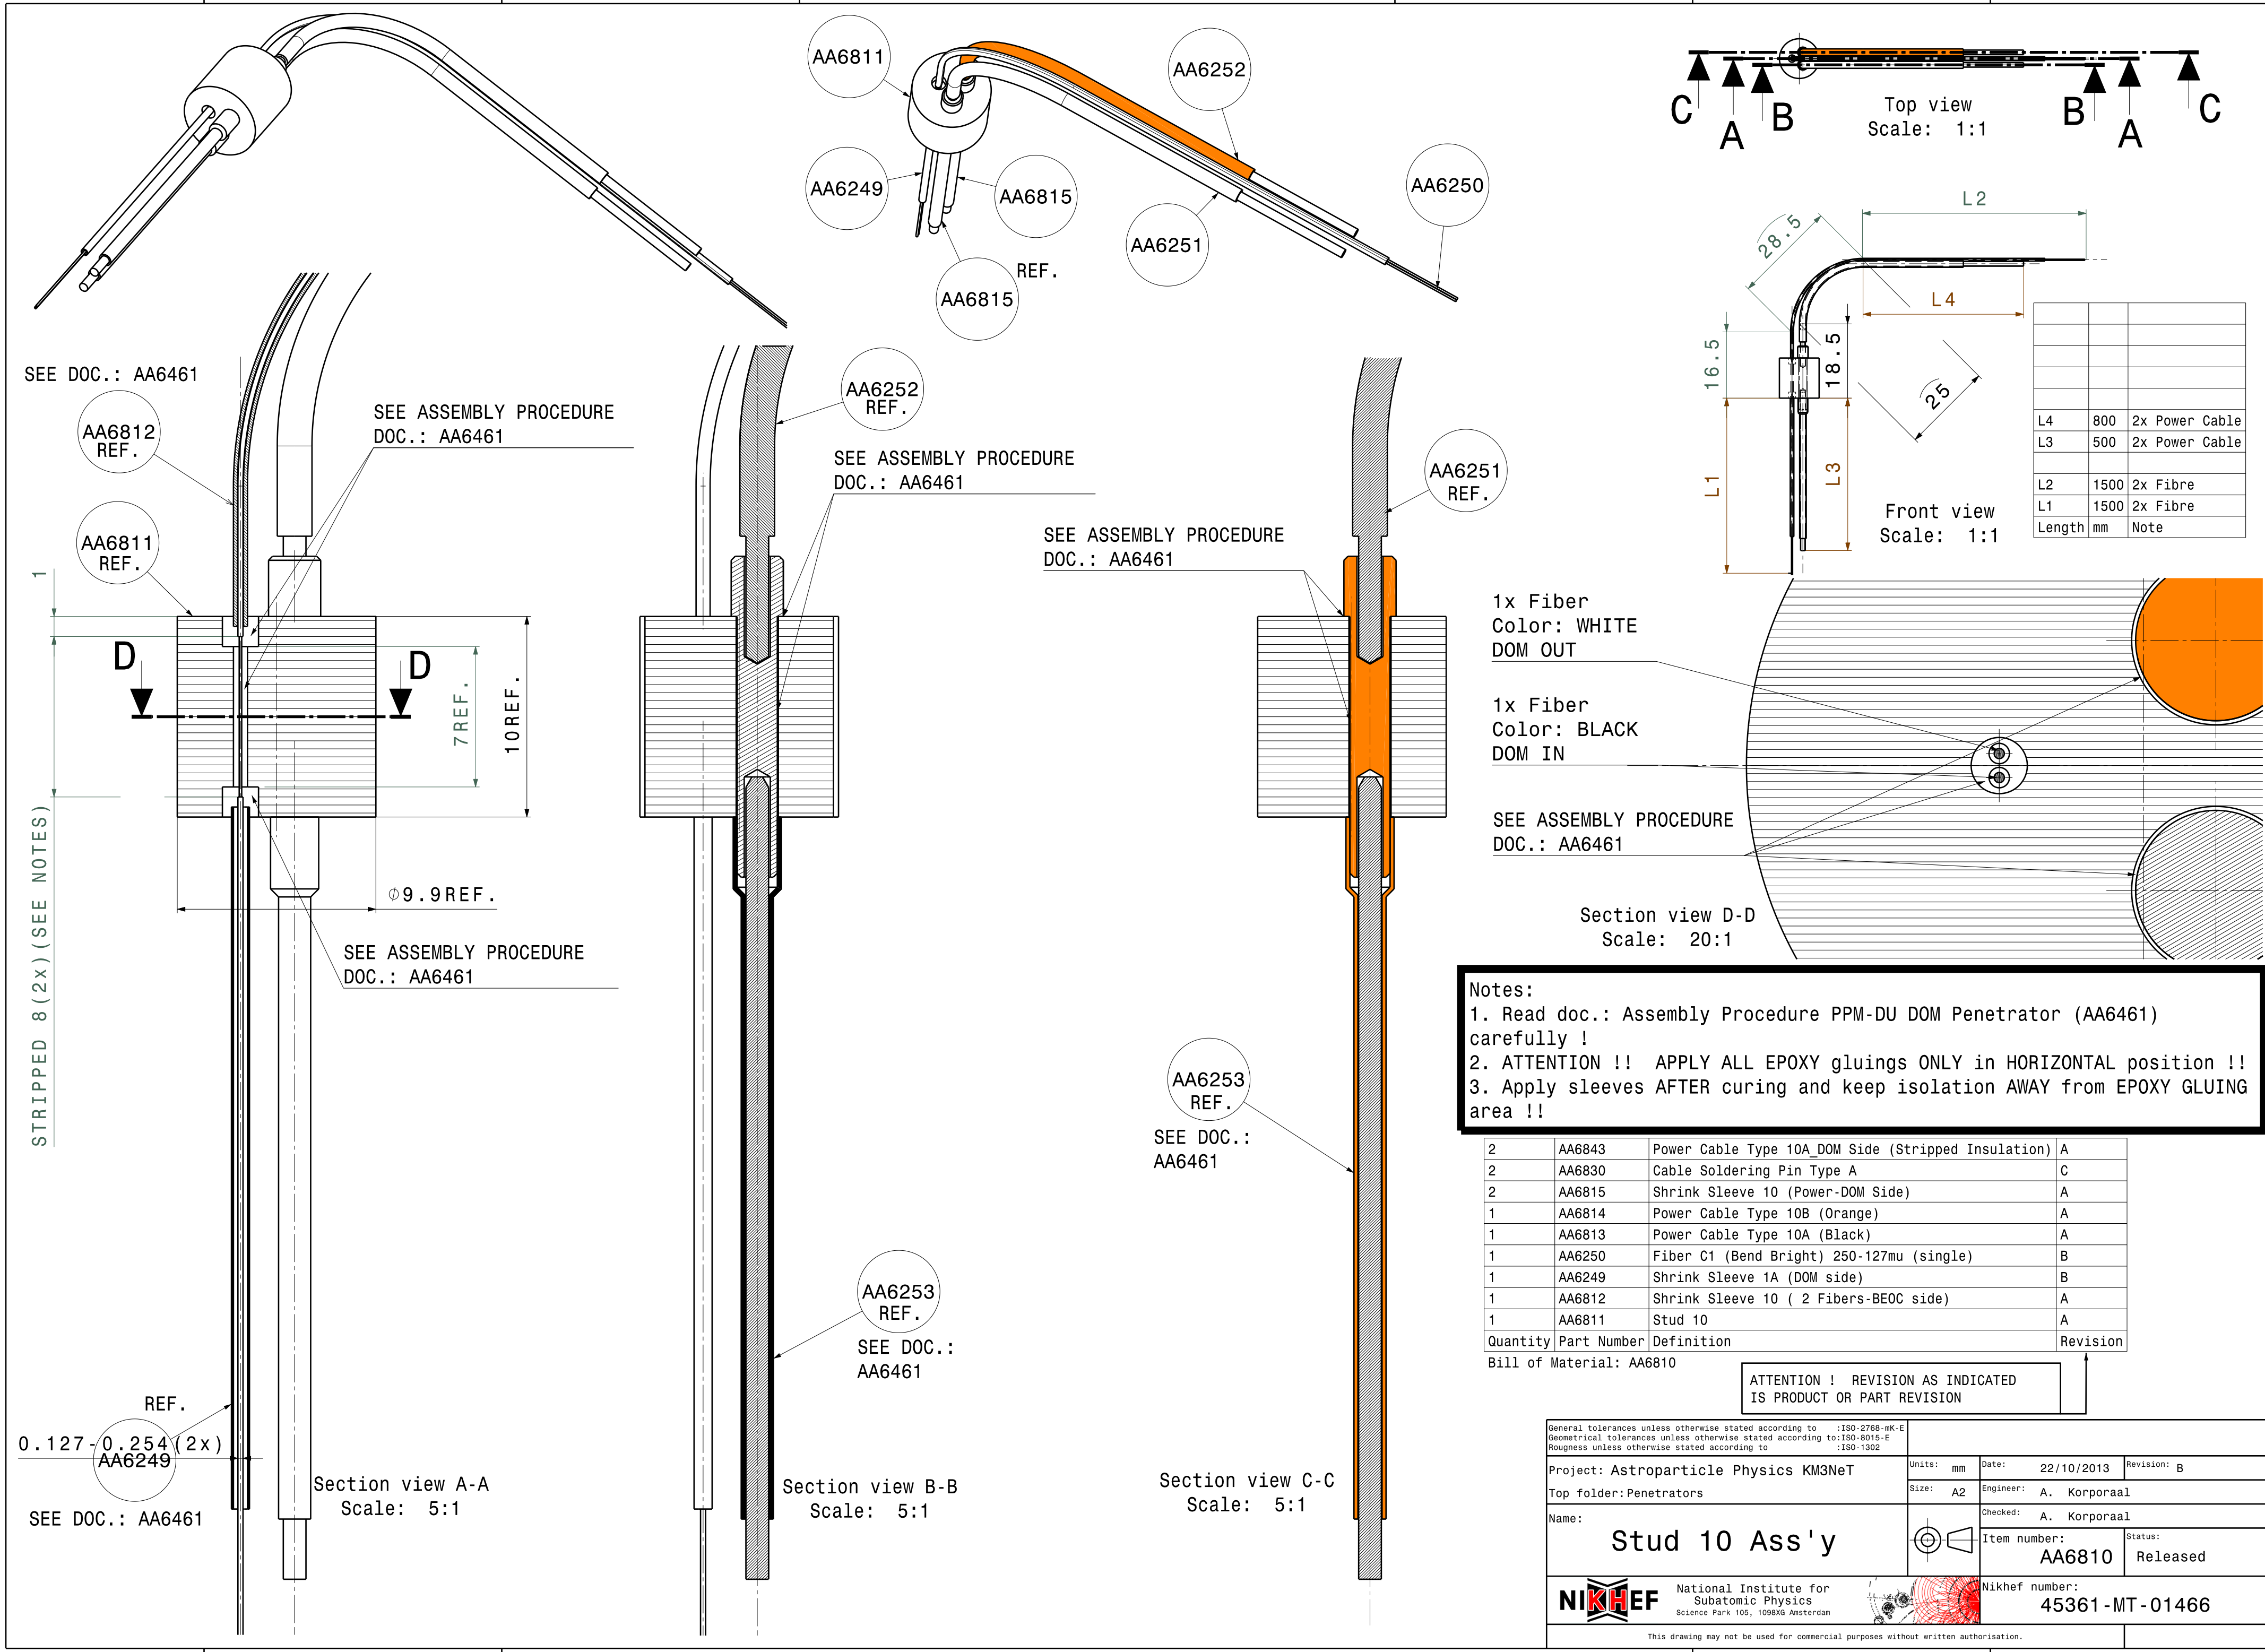 AA6811
AA6252
AA6249
AA6815
AA6250
AA6251
REF.
AA6815
C
A
B
Top view
Scale: 1:1
B
A
C
L2
28.5
L4
16.5
18.5
25
L1
L3
Front view
Scale: 1:1
L4 800 2x Power Cable
L3 500 2x Power Cable
L2 1500 2x Fibre
L1 1500 2x Fibre
Length mm Note
SEE DOC.: AA6461
AA6812
REF.
SEE ASSEMBLY PROCEDURE
DOC.: AA6461
AA6811
REF.
1
D
D
7REF.
10REF.
STRIPPED 8(2x)(SEE NOTES)
∅9.9REF.
SEE ASSEMBLY PROCEDURE
DOC.: AA6461
REF.
0.127-0.254(2x)
AA6249
SEE DOC.: AA6461
Section view A-A
Scale: 5:1
AA6252
REF.
SEE ASSEMBLY PROCEDURE
DOC.: AA6461
AA6253
REF.
SEE DOC.:
AA6461
Section view B-B
Scale: 5:1
AA6251
REF.
SEE ASSEMBLY PROCEDURE
DOC.: AA6461
AA6253
REF.
SEE DOC.:
AA6461
Section view C-C
Scale: 5:1
1x Fiber
Color: WHITE
DOM OUT
1x Fiber
Color: BLACK
DOM IN
SEE ASSEMBLY PROCEDURE
DOC.: AA6461
Section view D-D
Scale: 20:1
Notes:
1. Read doc.: Assembly Procedure PPM-DU DOM Penetrator (AA6461)
carefully !
2. ATTENTION !! APPLY ALL EPOXY gluings ONLY in HORIZONTAL position !!
3. Apply sleeves AFTER curing and keep isolation AWAY from EPOXY GLUING
area !!
2 AA6843 Power Cable Type 10A_DOM Side (Stripped Insulation) A
2 AA6830 Cable Soldering Pin Type A C
2 AA6815 Shrink Sleeve 10 (Power-DOM Side) A
1 AA6814 Power Cable Type 10B (Orange) A
1 AA6813 Power Cable Type 10A (Black) A
1 AA6250 Fiber C1 (Bend Bright) 250-127mu (single) B
1 AA6249 Shrink Sleeve 1A (DOM side) B
1 AA6812 Shrink Sleeve 10 ( 2 Fibers-BEOC side) A
1 AA6811 Stud 10 A
Quantity Part Number Definition Revision
Bill of Material: AA6810
ATTENTION ! REVISION AS INDICATED
IS PRODUCT OR PART REVISION
General tolerances unless otherwise stated according to :ISO-2768-mK-E
Geometrical tolerances unless otherwise stated according to:ISO-8015-E
Rougness unless otherwise stated according to :ISO-1302
Project: Astroparticle Physics KM3NeT
Units: mm Date: 22/10/2013 Revision: B
Top folder: Penetrators
Size: A2 Engineer: A. Korporaal
Name:
Stud 10 Ass'y
Checked: A. Korporaal
Item number:
AA6810
Status:
Released
NIKHEF
National Institute for
Subatomic Physics
Science Park 105, 1098XG Amsterdam
Nikhef number:
45361-MT-01466
This drawing may not be used for commercial purposes without written authorisation.